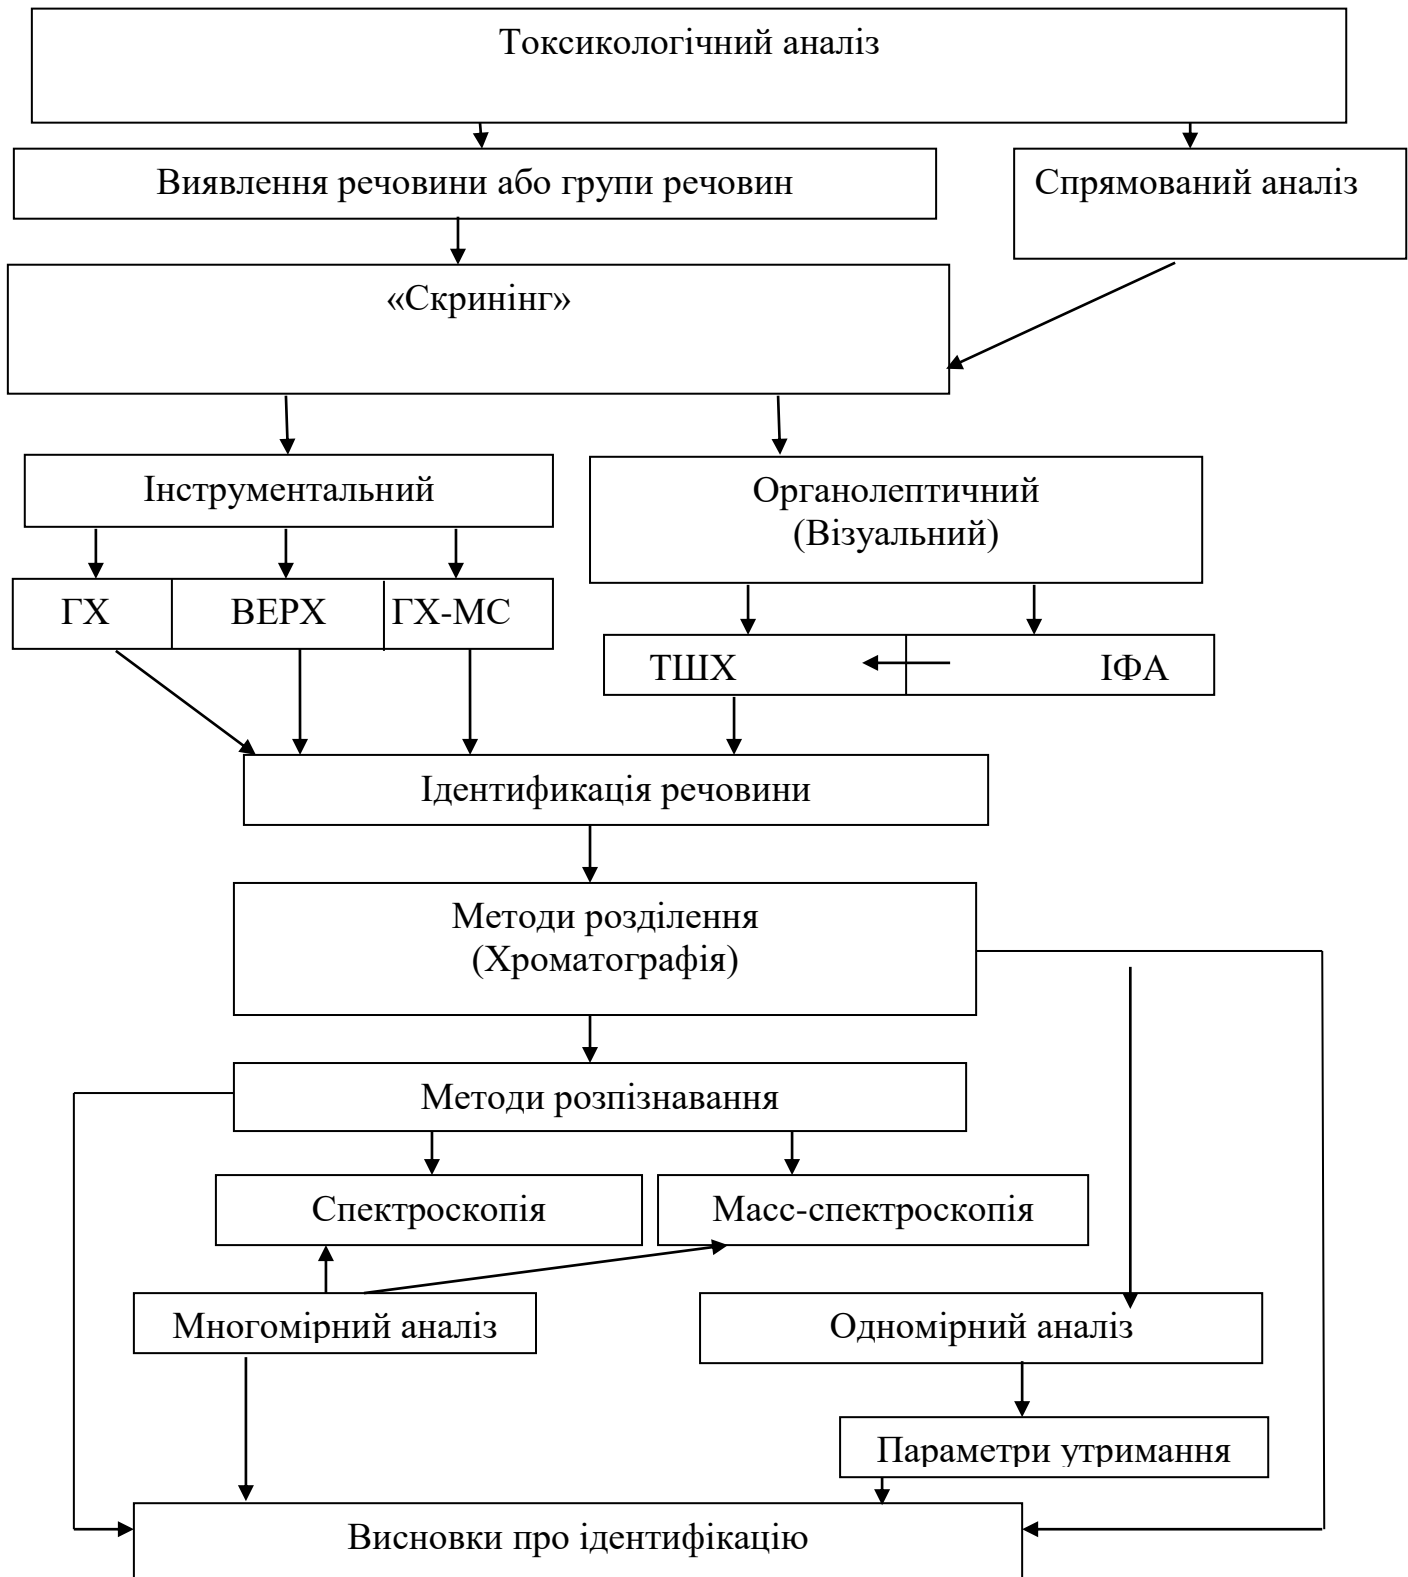 Токсикологічний аналіз
Виявлення речовини або групи речовин
Спрямований аналіз
«Скринінг»
Інструментальний
Органолептичний
(Візуальний)
ГХ
ВЕРХ
ГХ-МС
ТШХ
ІФА
Ідентификація речовини
Методи розділення
(Хроматографія)
Методи розпізнавання
Спектроскопія
Масс-спектроскопія
Многомірний аналіз
Одномірний аналіз
Параметри утримання
Висновки про ідентифікацію